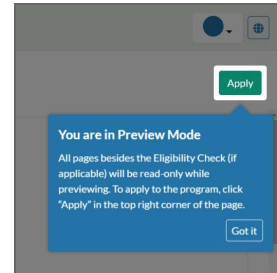 Apply
You are in Preview Mode
All pages besides the Eligibility Check (if
applicable) will be read-only while
previewing. To apply to the program, click
"Apply" in the top right corner of the page.
Got it